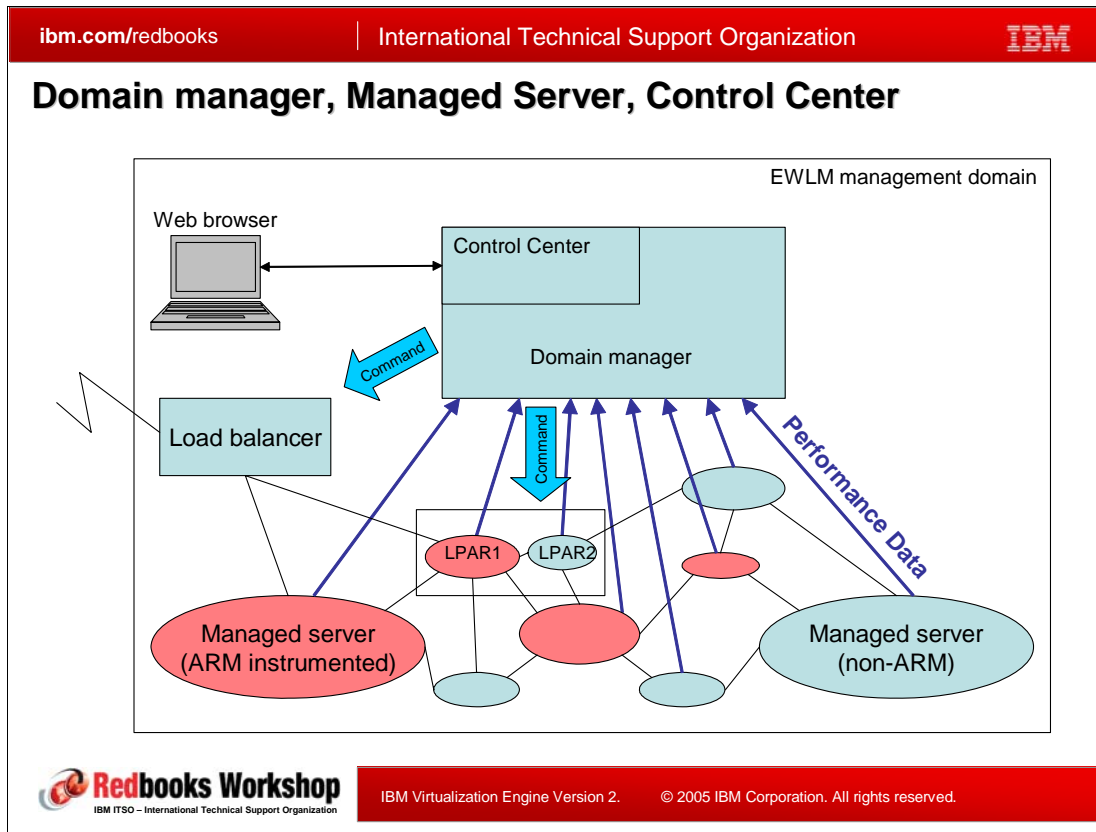 ibm.com/redbooks
International Technical Support Organization
IBM
Domain manager, Managed Server, Control Center
EWLM management domain
Web browser
Control Center
Domain manager
Command
Load balancer
Command
Performance Data
LPAR1
LPAR2
Managed server
(ARM instrumented)
Managed server
(non-ARM)
Redbooks Workshop
IBM ITSO – International Technical Support Organization
IBM Virtualization Engine Version 2.
© 2005 IBM Corporation. All rights reserved.